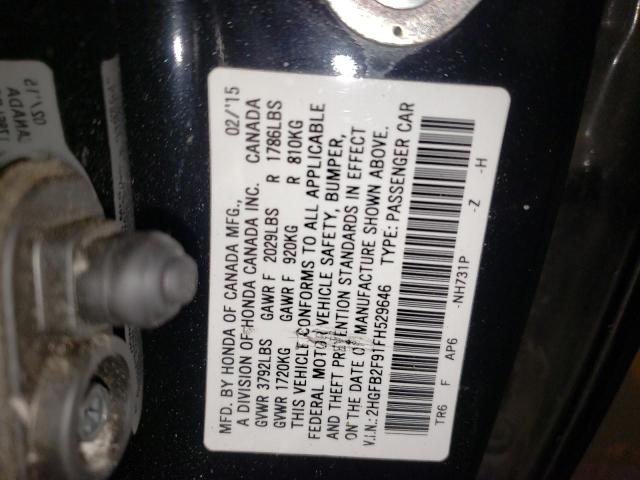 MFD. BY HONDA OF CANADA MFG., 02/'15
A DIVISION OF HONDA CANADA INC. CANADA
GVWR 3792LBS GAWR F 2029LBS R 1786LBS
GVWR 1720KG GAWR F 920KG R 810KG
THIS VEHICLE CONFORMS TO ALL APPLICABLE
FEDERAL MOTOR VEHICLE SAFETY, BUMPER,
AND THEFT PREVENTION STANDARDS IN EFFECT
ON THE DATE OF MANUFACTURE SHOWN ABOVE.
V.I.N.: 2HGFB2F91FH529646 TYPE: PASSENGER CAR
TR6 F AP6 -NH731P -Z -H
02/'15